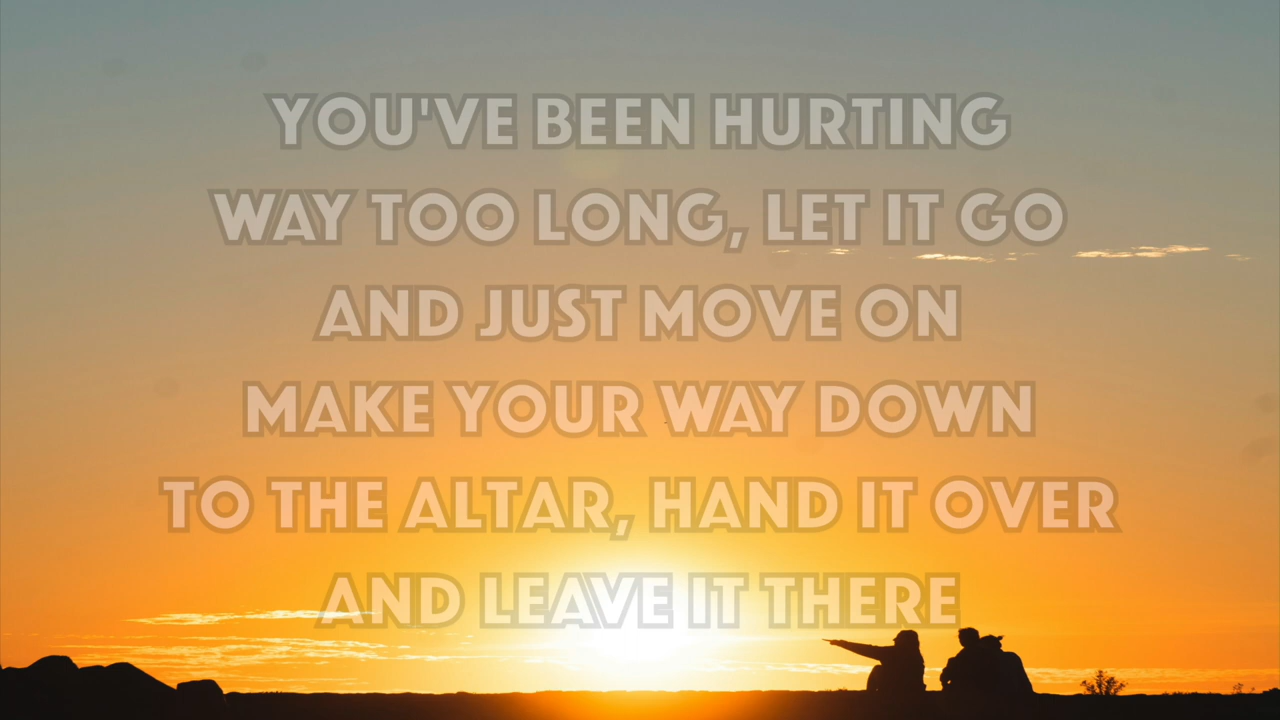 YOU'VE BEEN HURTING
WAY TOO LONG, LET IT GO
AND JUST MOVE ON
MAKE YOUR WAY DOWN
TO THE ALTAR, HAND IT OVER
AND LEAVE IT THERE